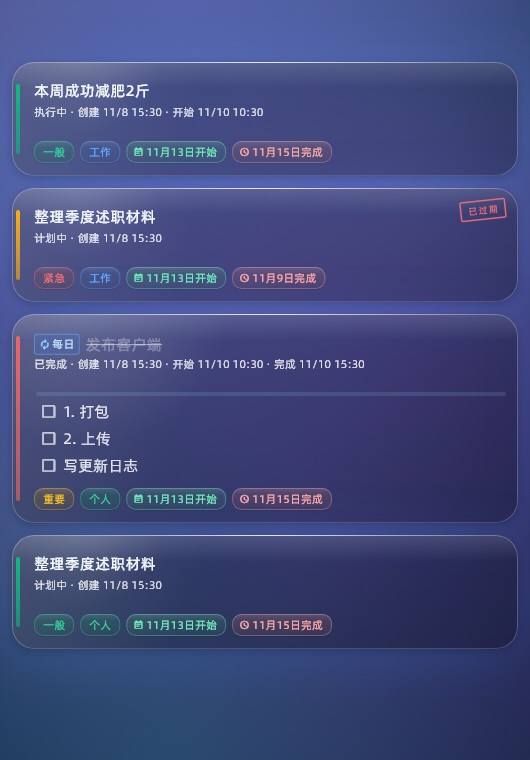 本周成功减肥2斤
执行中 · 创建 11/8 15:30 · 开始 11/10 10:30
一般 工作 11月13日开始 11月15日完成
已过期
整理季度述职材料
计划中 · 创建 11/8 15:30
紧急 工作 11月13日开始 11月9日完成
每日 发布客户端
已完成 · 创建 11/8 15:30 · 开始 11/10 10:30 · 完成 11/10 15:30
1. 打包
2. 上传
写更新日志
重要 个人 11月13日开始 11月15日完成
整理季度述职材料
计划中 · 创建 11/8 15:30
一般 个人 11月13日开始 11月15日完成